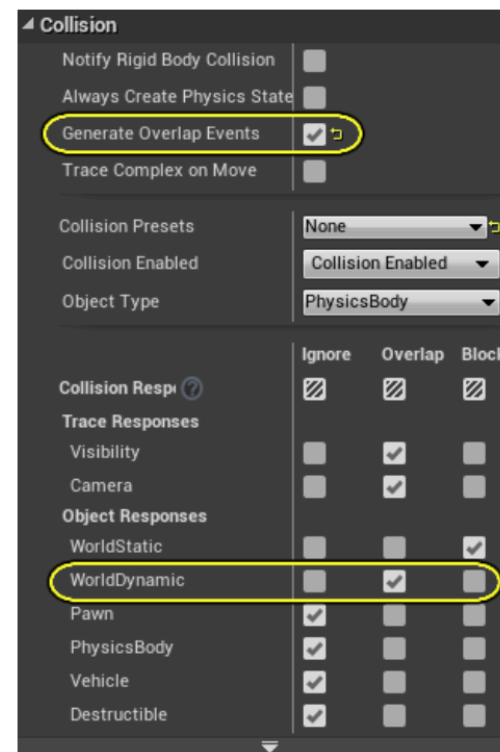 Collision
Notify Rigid Body Collision
Always Create Physics State
Generate Overlap Events
Trace Complex on Move
Collision Presets None
Collision Enabled Collision Enabled
Object Type PhysicsBody
Ignore Overlap Block
Collision Resp ?
Trace Responses
Visibility
Camera
Object Responses
WorldStatic
WorldDynamic
Pawn
PhysicsBody
Vehicle
Destructible